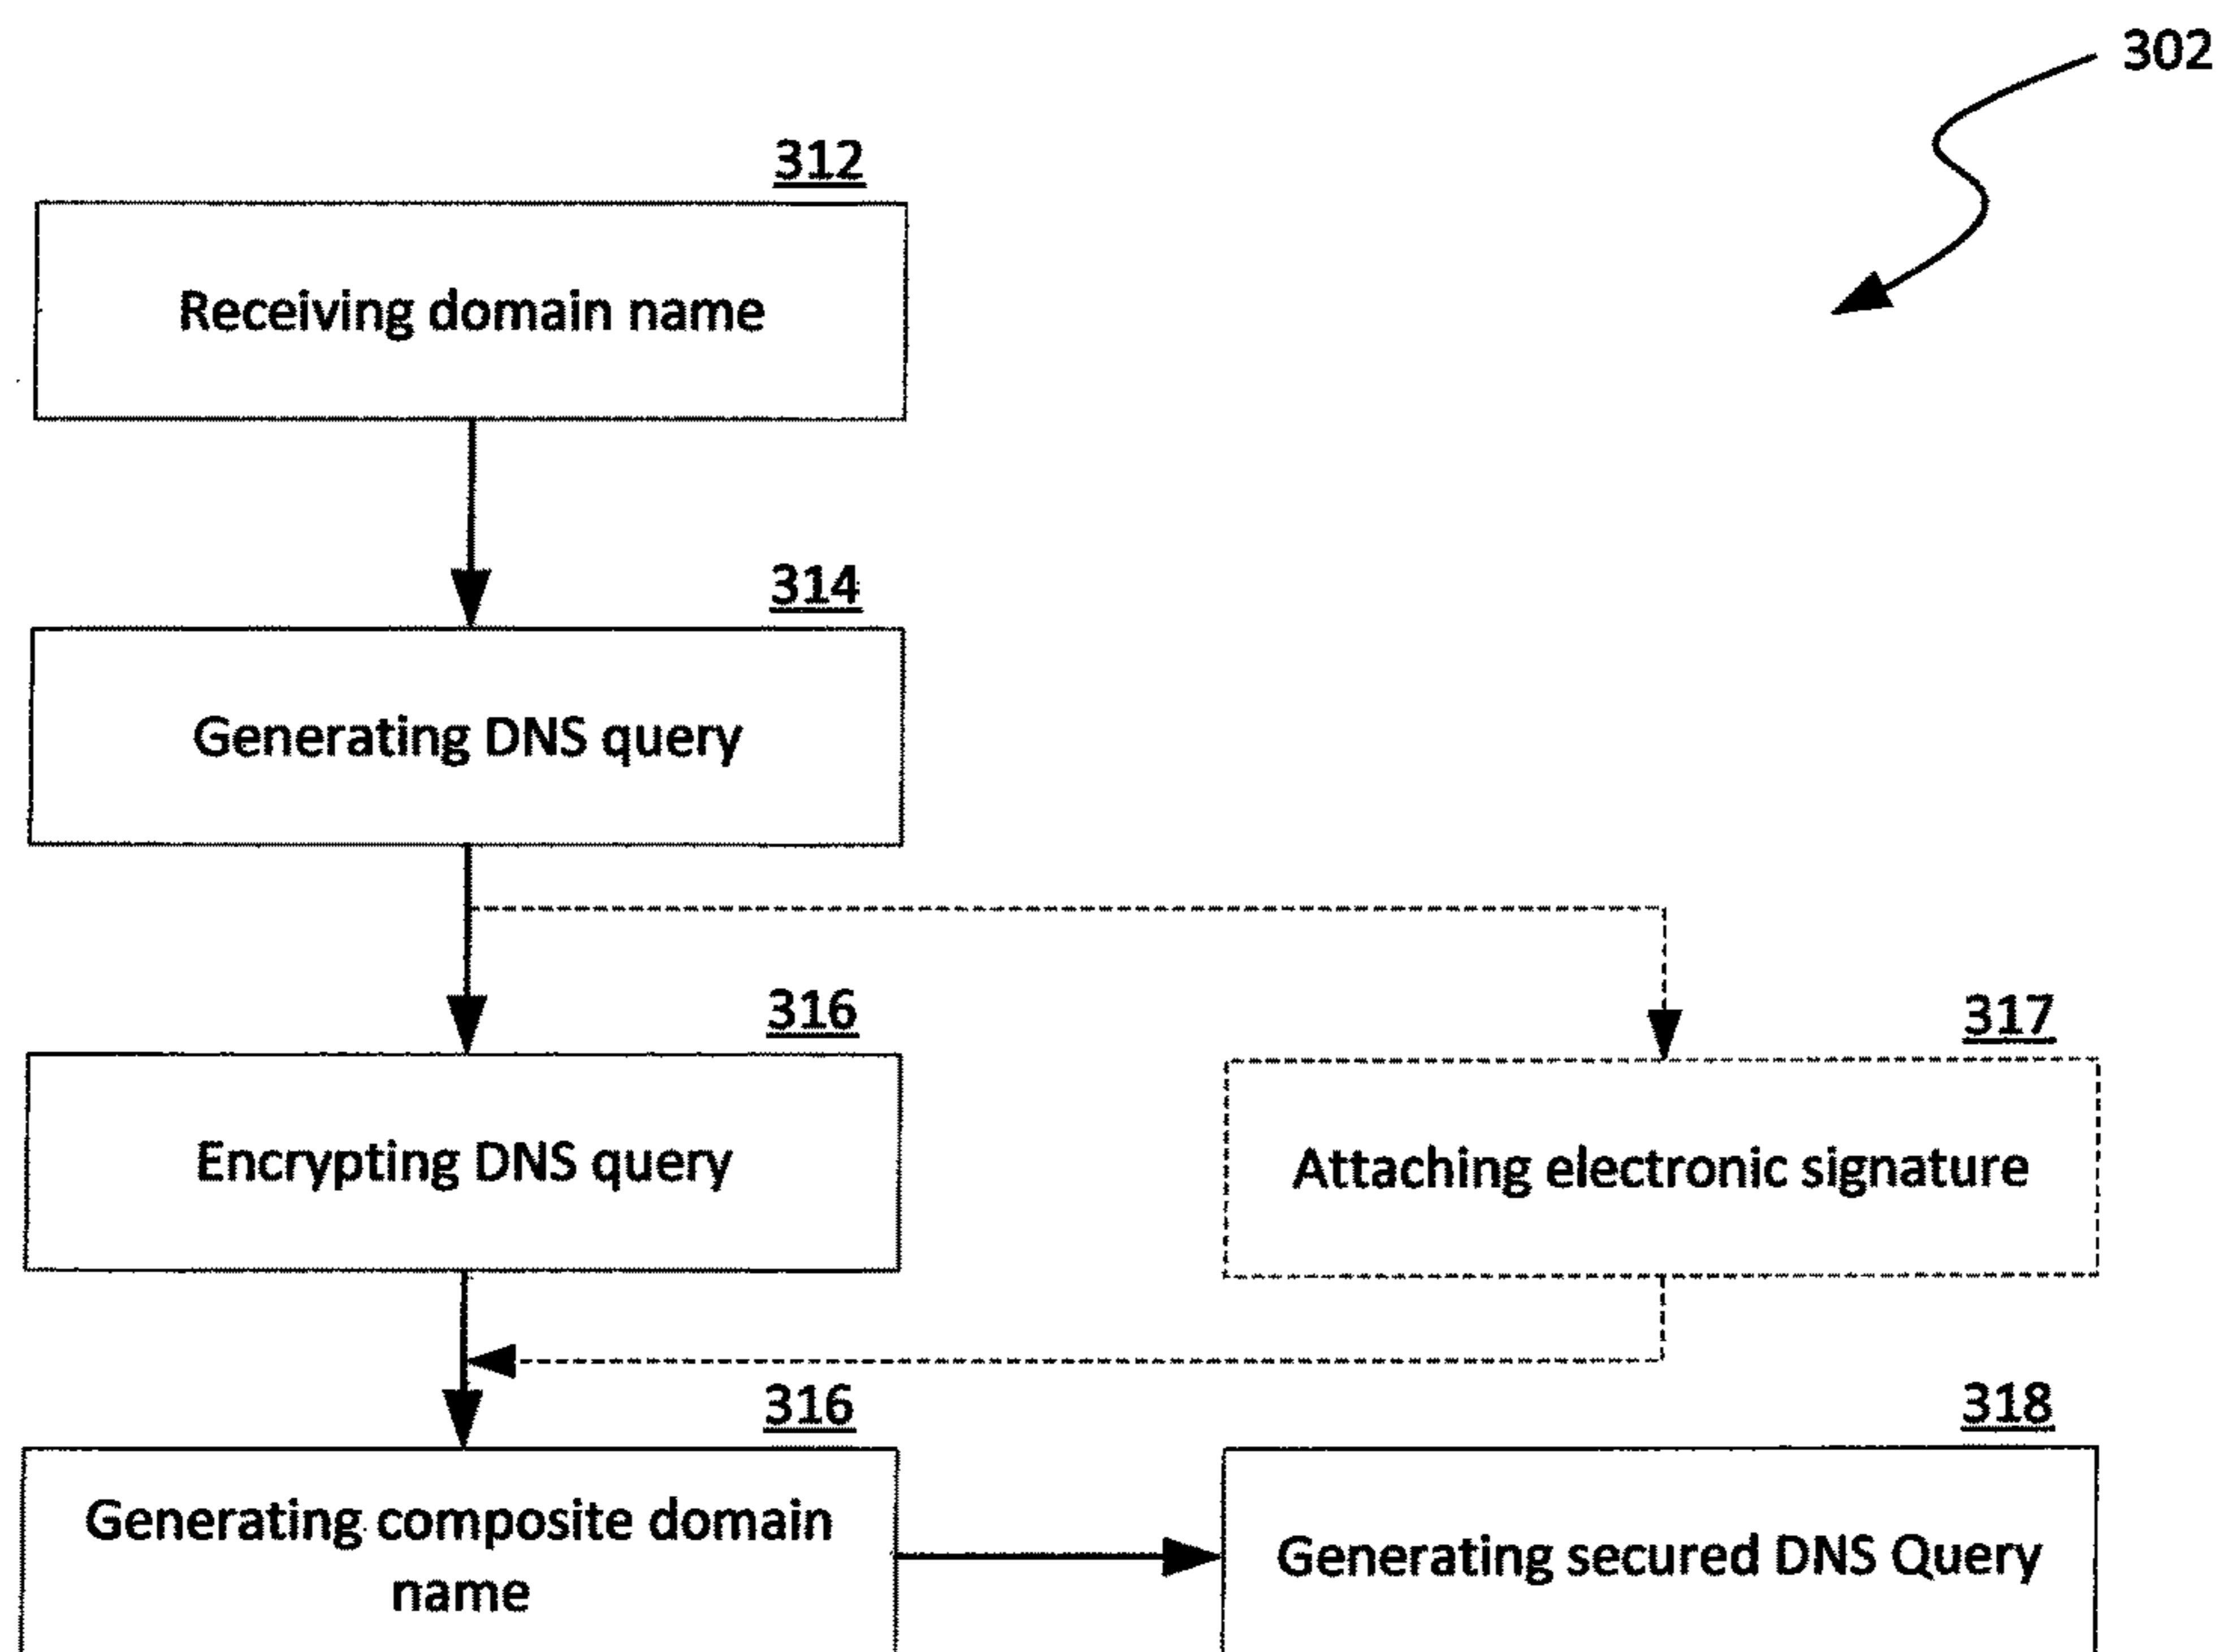 302
312
Receiving domain name
314
Generating DNS query
316
Encrypting DNS query
317
Attaching electronic signature
316
Generating composite domain
name
318
Generating secured DNS Query